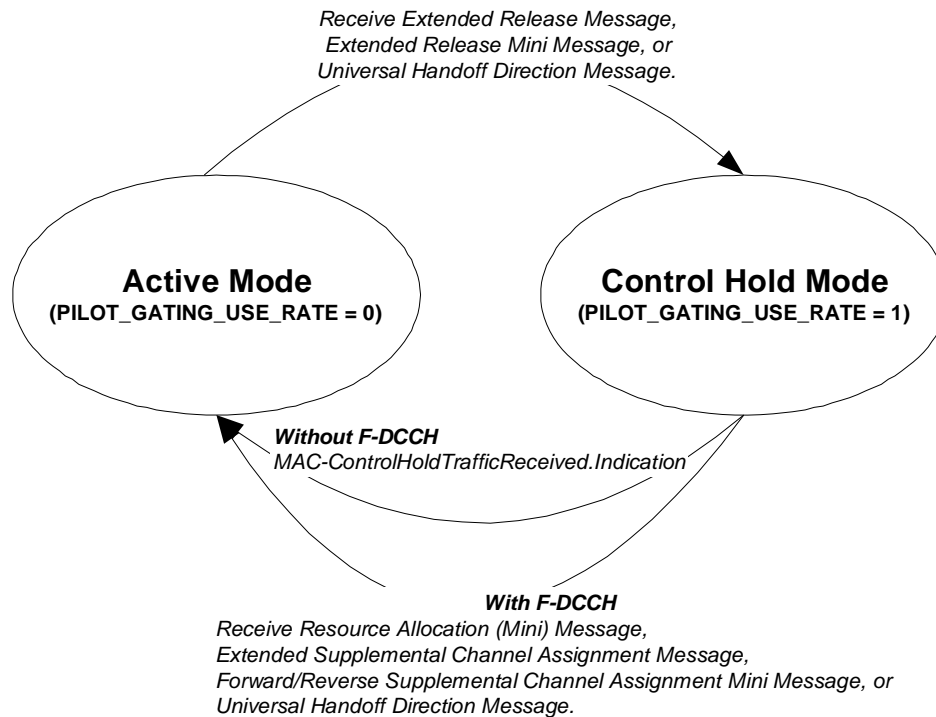 Receive Extended Release Message,
Extended Release Mini Message, or
Universal Handoff Direction Message.
Active Mode
(PILOT_GATING_USE_RATE = 0)
Control Hold Mode
(PILOT_GATING_USE_RATE = 1)
Without F-DCCH
MAC-ControlHoldTrafficReceived.Indication
With F-DCCH
Receive Resource Allocation (Mini) Message,
Extended Supplemental Channel Assignment Message,
Forward/Reverse Supplemental Channel Assignment Mini Message, or
Universal Handoff Direction Message.